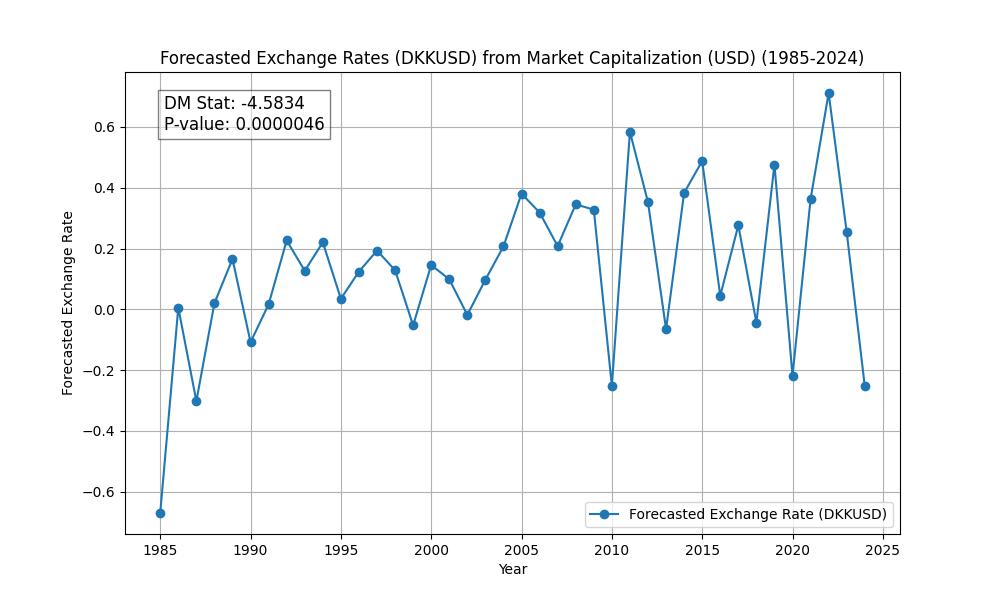 Forecasted Exchange Rates (DKKUSD) from Market Capitalization (USD) (1985-2024)
DM Stat: -4.5834
P-value: 0.0000046
Forecasted Exchange Rate
0.6
0.4
0.2
0.0
−0.2
−0.4
−0.6
Forecasted Exchange Rate (DKKUSD)
1985 1990 1995 2000 2005 2010 2015 2020 2025
Year